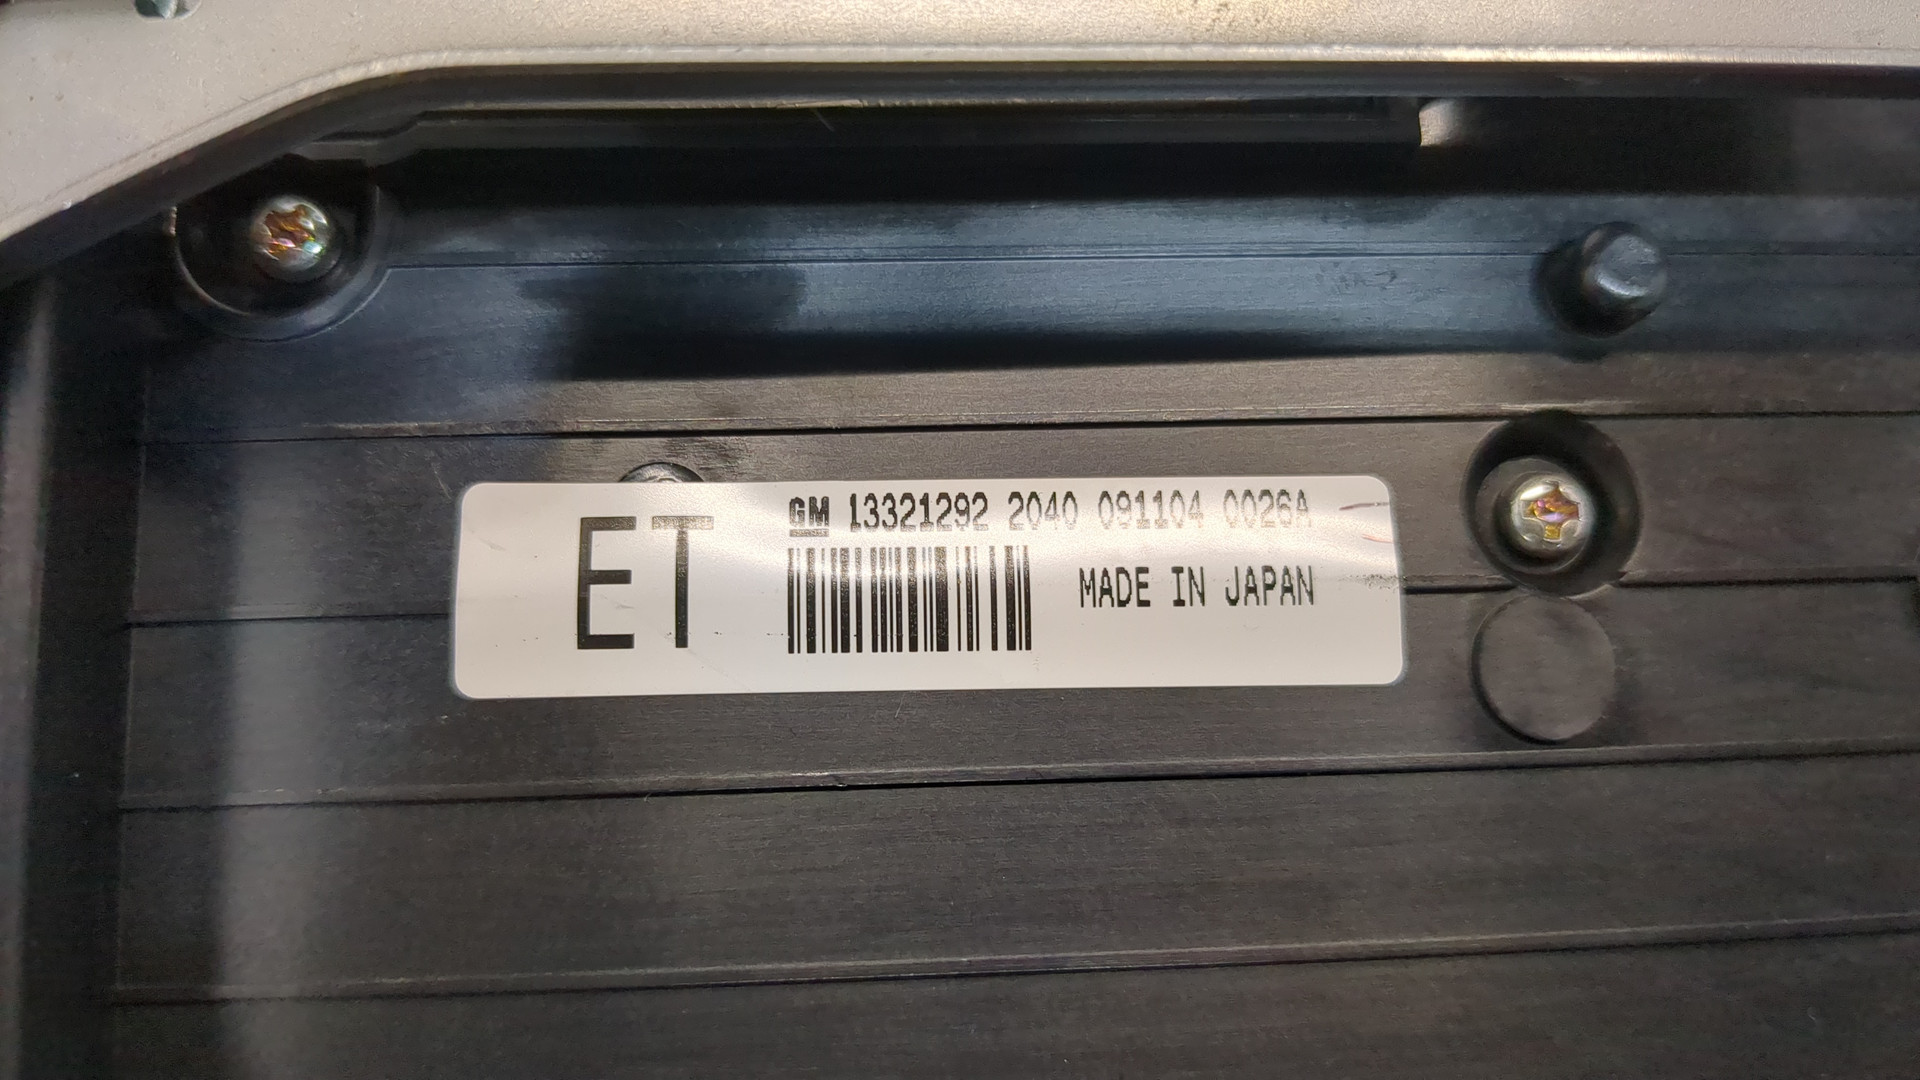 ET
GM 13321292 2040 091104 0026A
MADE IN JAPAN